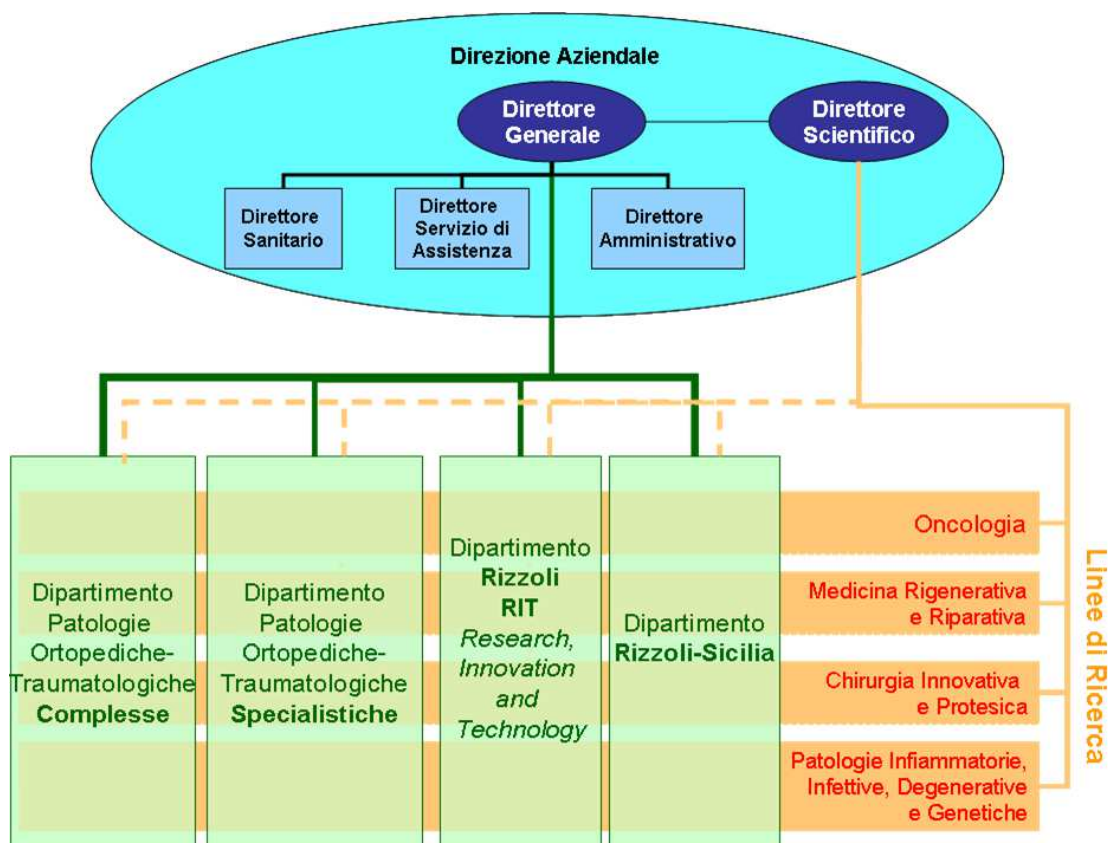 Direzione Aziendale
Direttore
Generale
Direttore
Scientifico
Direttore
Sanitario
Direttore
Servizio di
Assistenza
Direttore
Amministrativo
Dipartimento
Patologie
Ortopediche-
Traumatologiche
Complesse
Dipartimento
Patologie
Ortopediche-
Traumatologiche
Specialistiche
Dipartimento
Rizzoli
RIT
Research,
Innovation
and
Technology
Dipartimento
Rizzoli-Sicilia
Oncologia
Medicina Rigenerativa
e Riparativa
Chirurgia Innovativa
e Protesica
Patologie Infiammatorie,
Infettive, Degenerative
e Genetiche
Linee di Ricerca